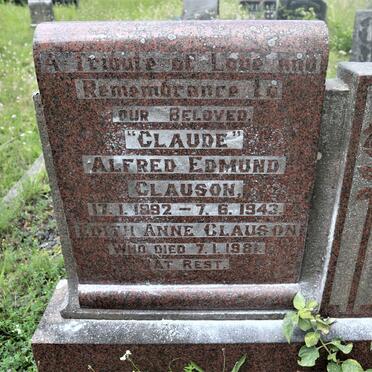 A Tribute of Love and
Remembrance To
OUR BELOVED
"CLAUDE"
ALFRED EDMUND
CLAUSON.
17.1.1892 – 7.6.1943.
EDITH ANNE CLAUSON
WHO DIED 7.1.1981.
AT REST.